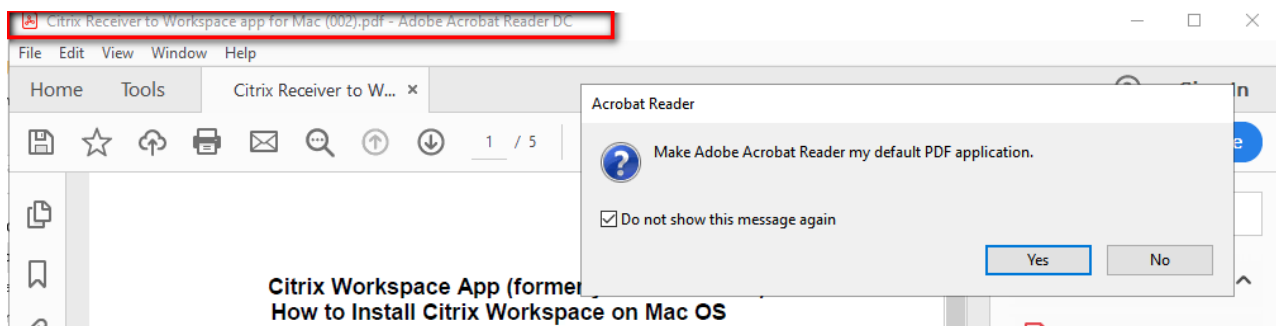 Citrix Receiver to Workspace app for Mac (002).pdf - Adobe Acrobat Reader DC
File Edit View Window Help
Home Tools Citrix Receiver to W... ×
Acrobat Reader
1 / 5
Make Adobe Acrobat Reader my default PDF application.
Do not show this message again
Yes No
Citrix Workspace App
How to Install Citrix Workspace on Mac OS